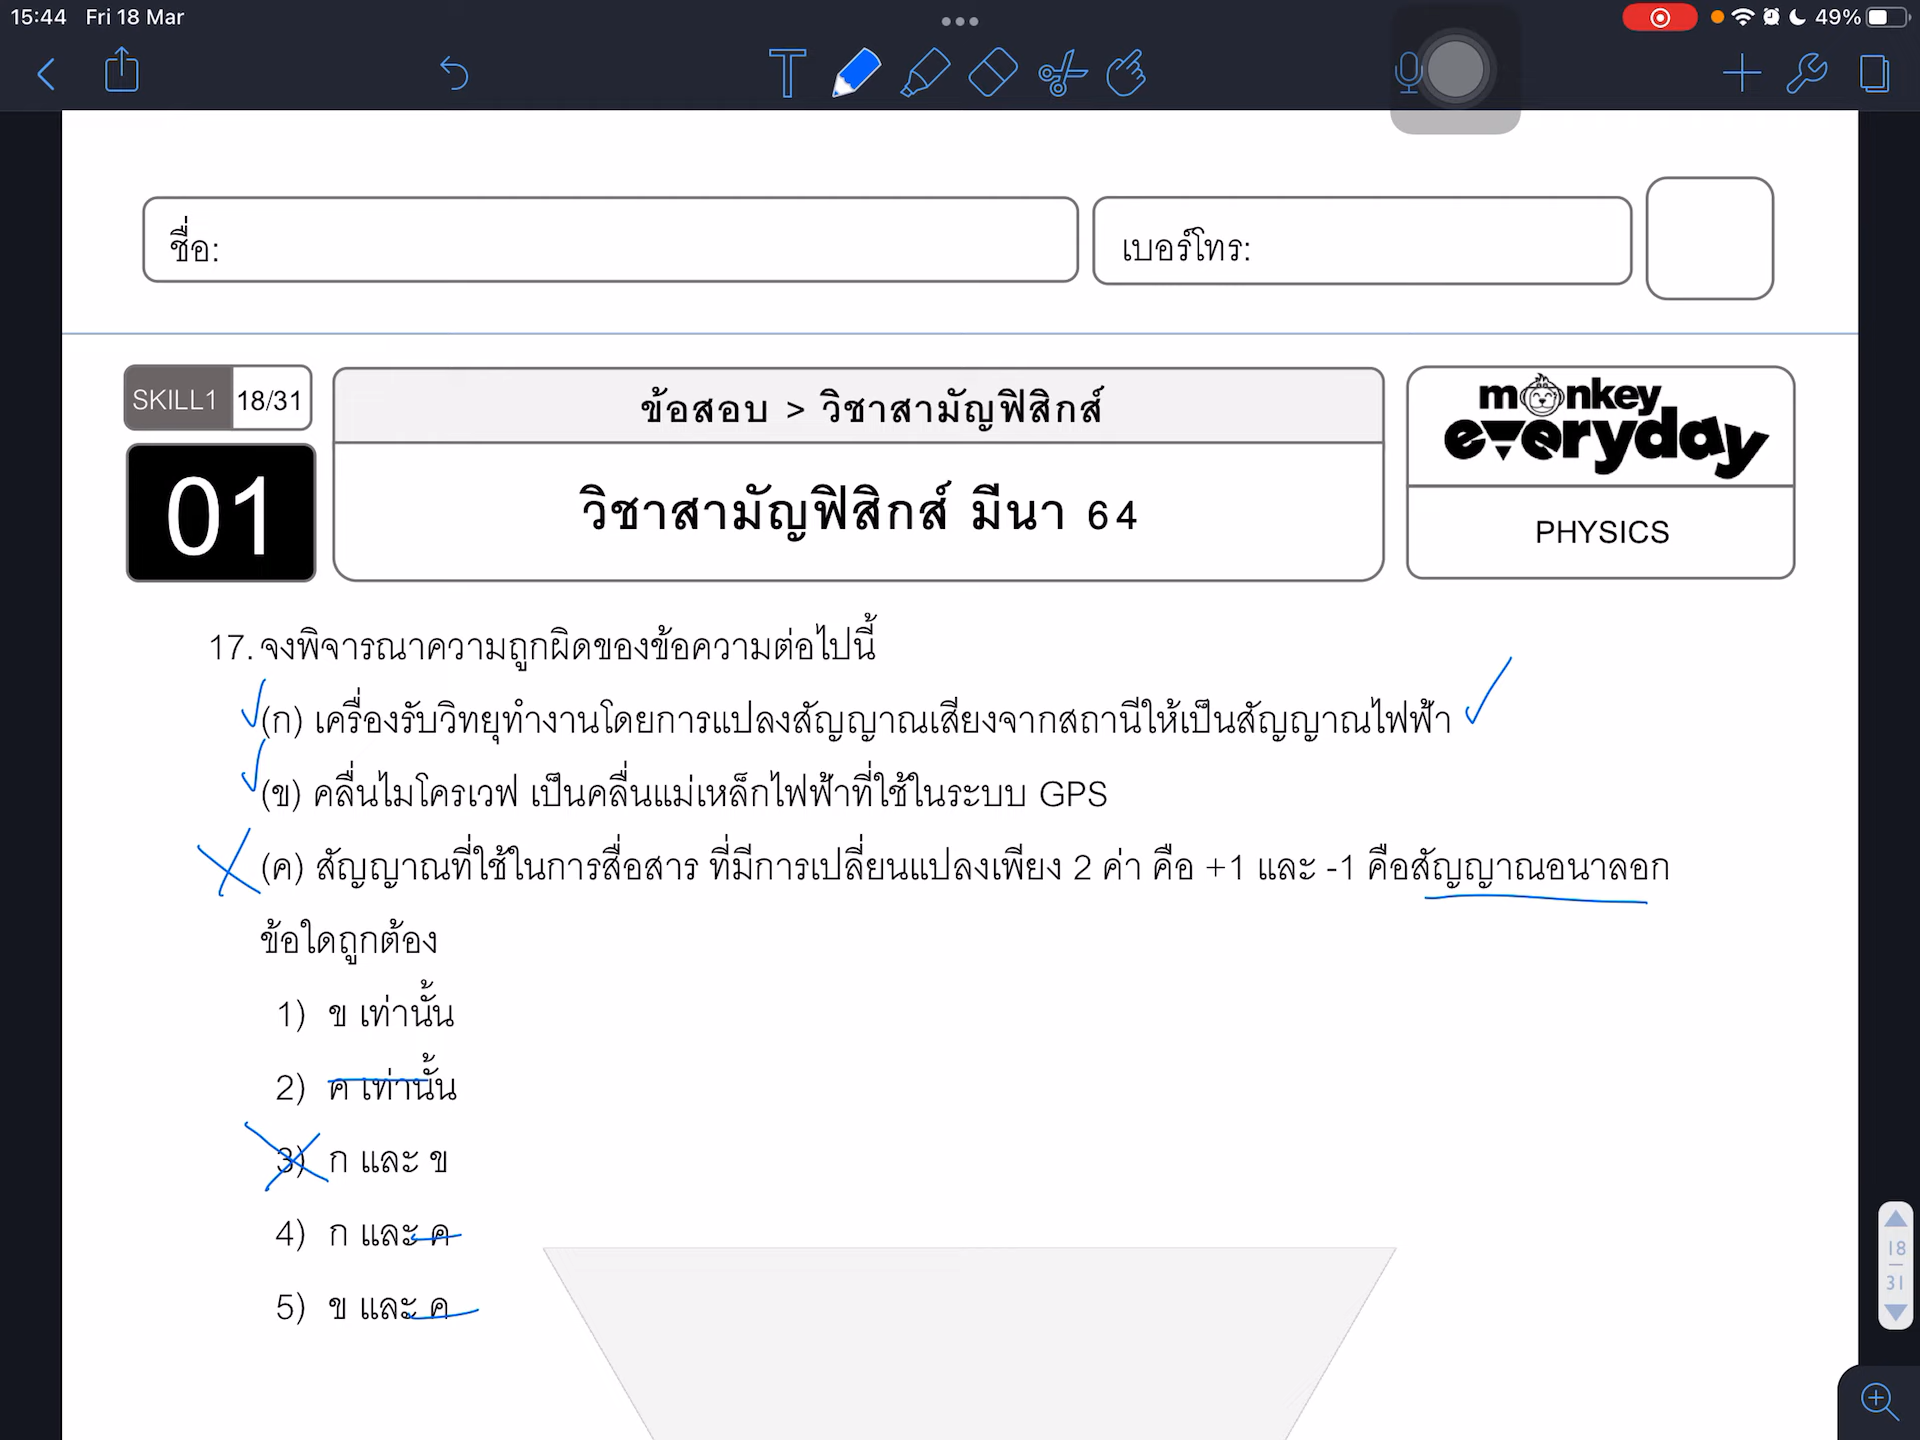 15:44 Fri 18 Mar
49%
ชื่อ:
เบอร์โทร:
SKILL1 18/31
01
ข้อสอบ > วิชาสามัญฟิสิกส์
วิชาสามัญฟิสิกส์ มีนา 64
monkey
everyday
PHYSICS
17. จงพิจารณาความถูกผิดของข้อความต่อไปนี้
(ก) เครื่องรับวิทยุทำงานโดยการแปลงสัญญาณเสียงจากสถานีให้เป็นสัญญาณไฟฟ้า
(ข) คลื่นไมโครเวฟ เป็นคลื่นแม่เหล็กไฟฟ้าที่ใช้ในระบบ GPS
(ค) สัญญาณที่ใช้ในการสื่อสาร ที่มีการเปลี่ยนแปลงเพียง 2 ค่า คือ +1 และ -1 คือสัญญาณอนาลอก
ข้อใดถูกต้อง
1) ข เท่านั้น
2) ค เท่านั้น
3) ก และ ข
4) ก และ ค
5) ข และ ค
18
31